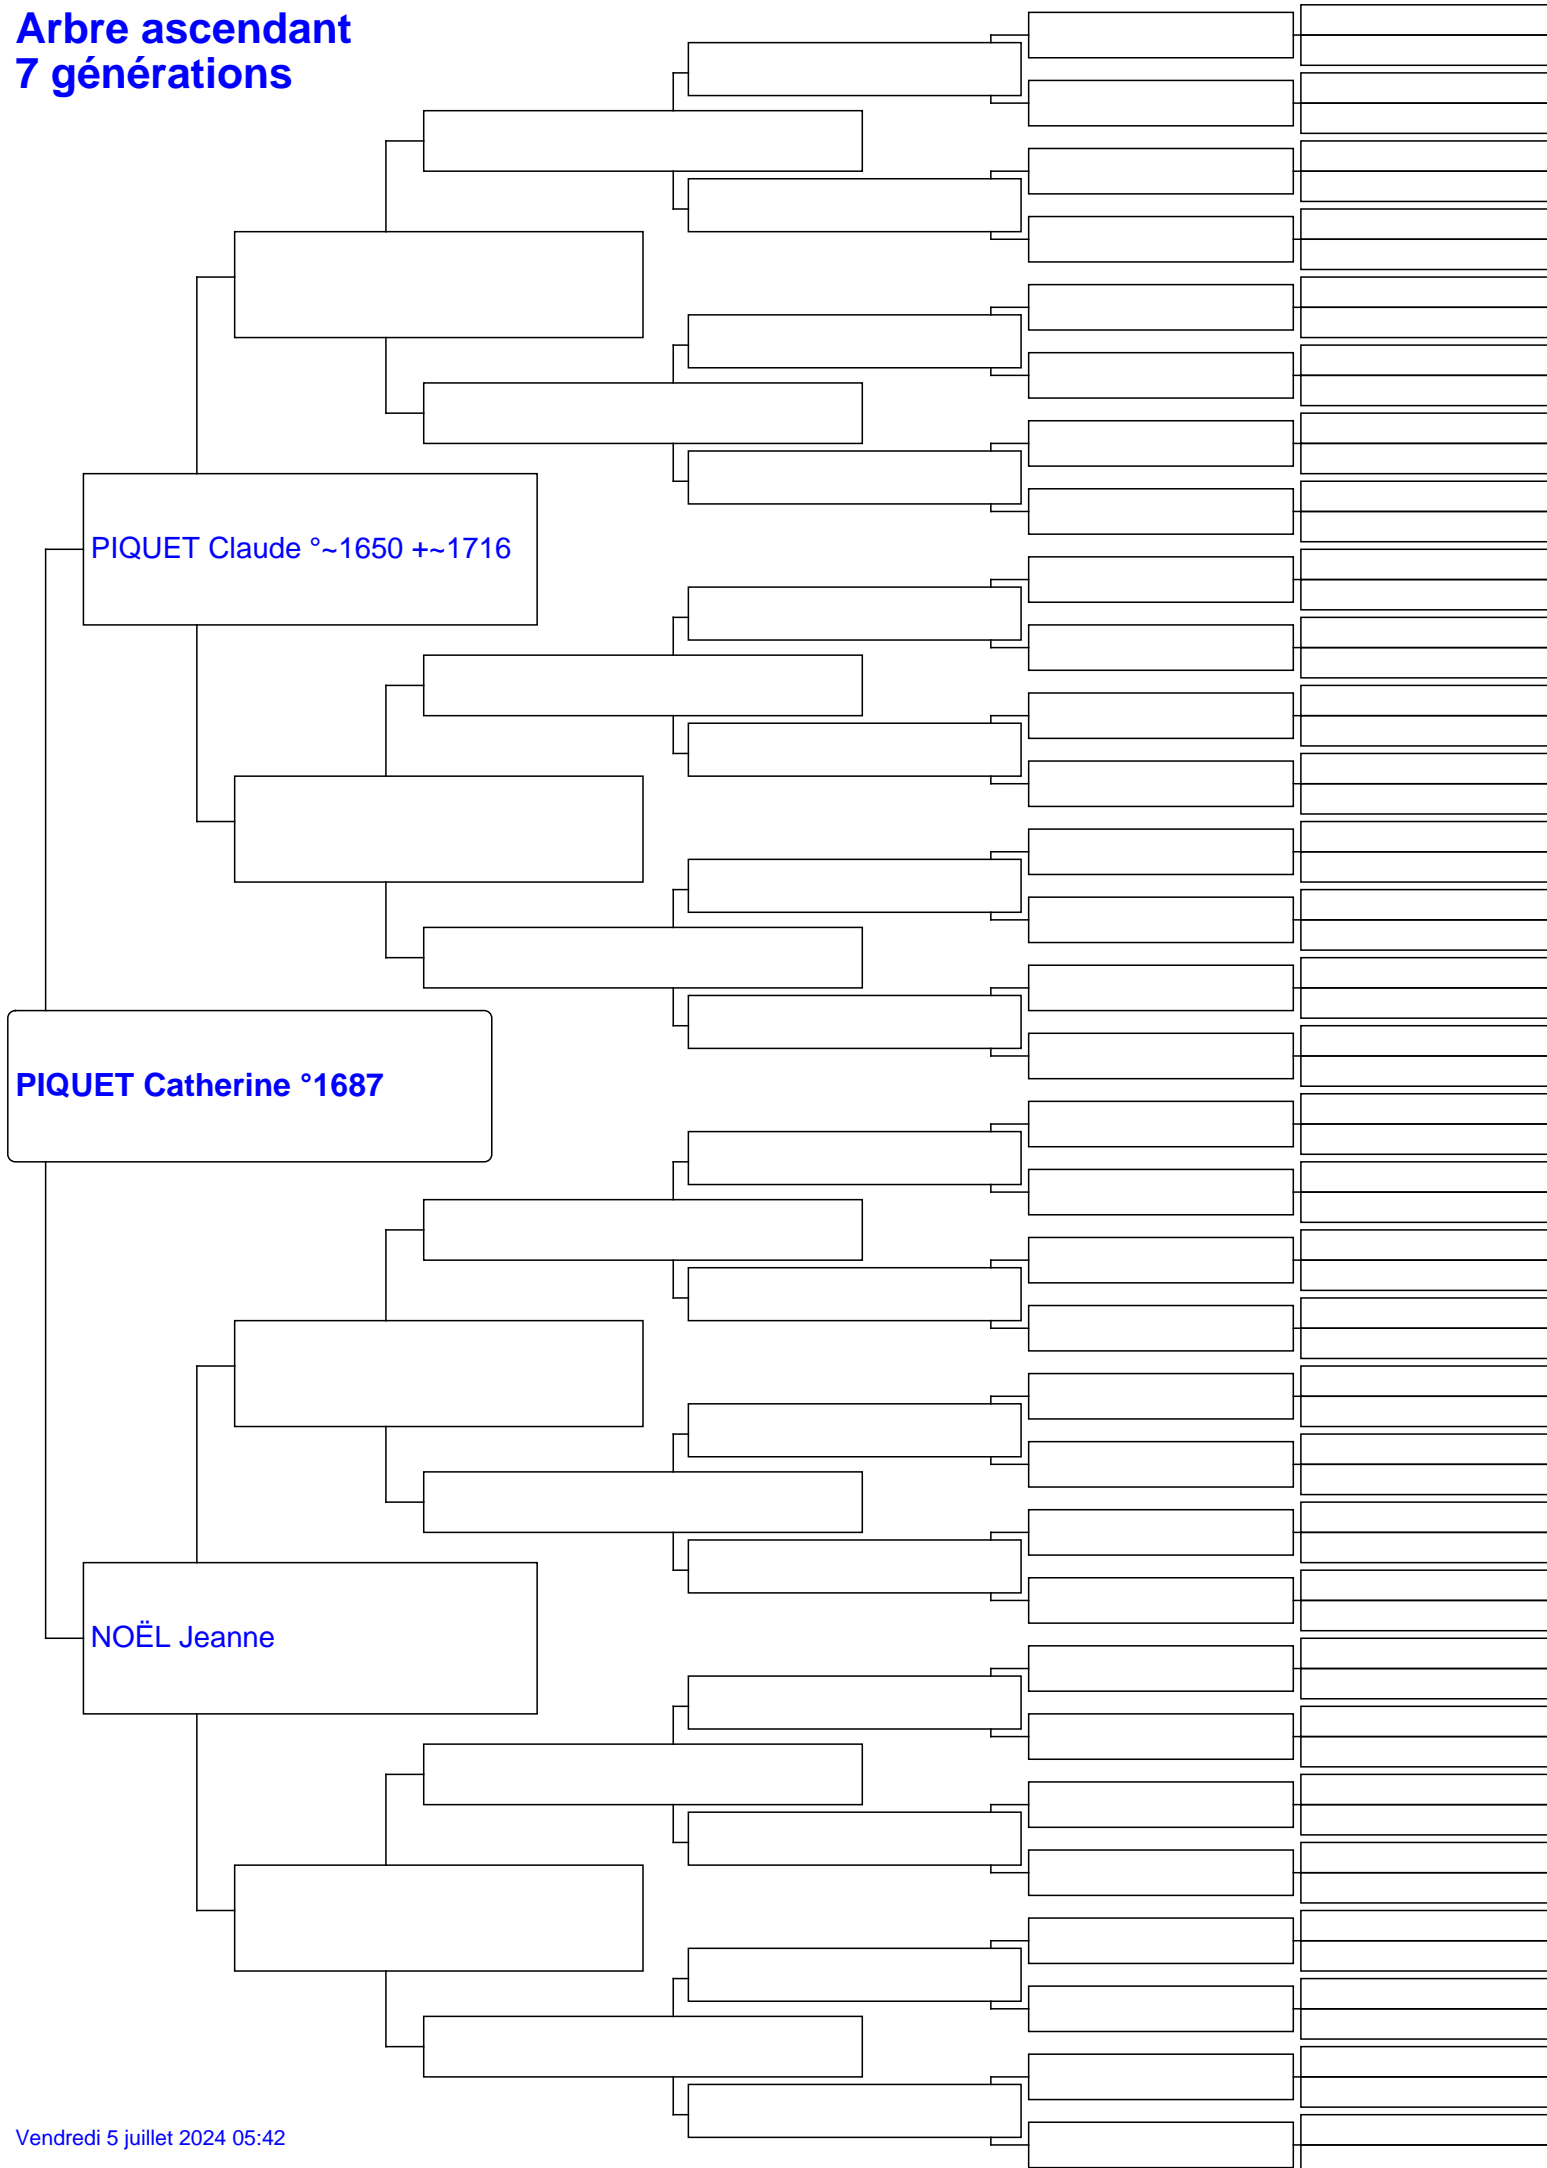 Arbre ascendant
7 générations
PIQUET Claude °~1650 +~1716
PIQUET Catherine °1687
NOËL Jeanne
Vendredi 5 juillet 2024 05:42